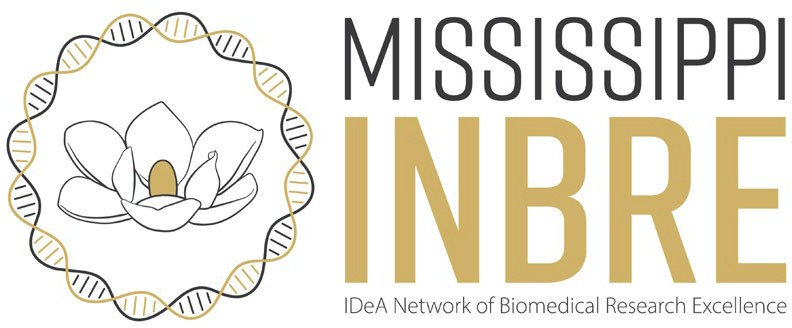 MISSISSIPPI
INBRE
IDeA Network of Biomedical Research Excellence